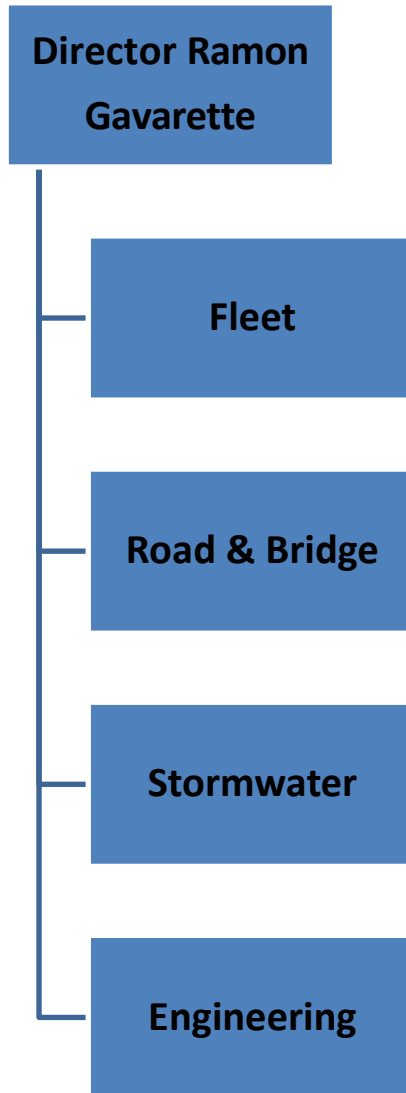 Director Ramon
Gavarette
Fleet
Road & Bridge
Stormwater
Engineering